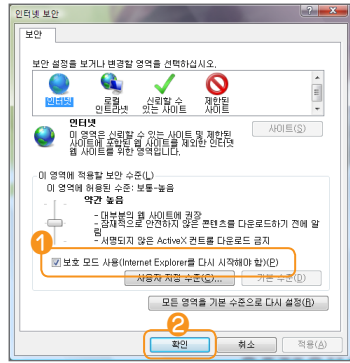 인터넷 보안
보안
보안 설정을 보거나 변경할 영역을 선택하십시오.
인터넷
로컬 인트라넷
신뢰할 수 있는 사이트
제한된 사이트
인터넷
사이트(S)
이 영역은 신뢰할 수 있는 사이트 및 제한된
사이트에 포함된 웹 사이트를 제외한 인터넷
웹 사이트를 위한 영역입니다.
이 영역에 적용할 보안 수준(L)
이 영역에 허용된 수준: 보통-높음
약간 높음
- 대부분의 웹 사이트에 권장
- 잠재적으로 안전하지 않은 콘텐츠를 다운로드하기 전에 알
림
- 서명되지 않은 ActiveX 컨트롤 다운로드 금지
1
보호 모드 사용(Internet Explorer를 다시 시작해야 함)(P)
사용자 지정 수준(C)...
기본 수준(D)
모든 영역을 기본 수준으로 다시 설정(R)
2
확인
취소
적용(A)